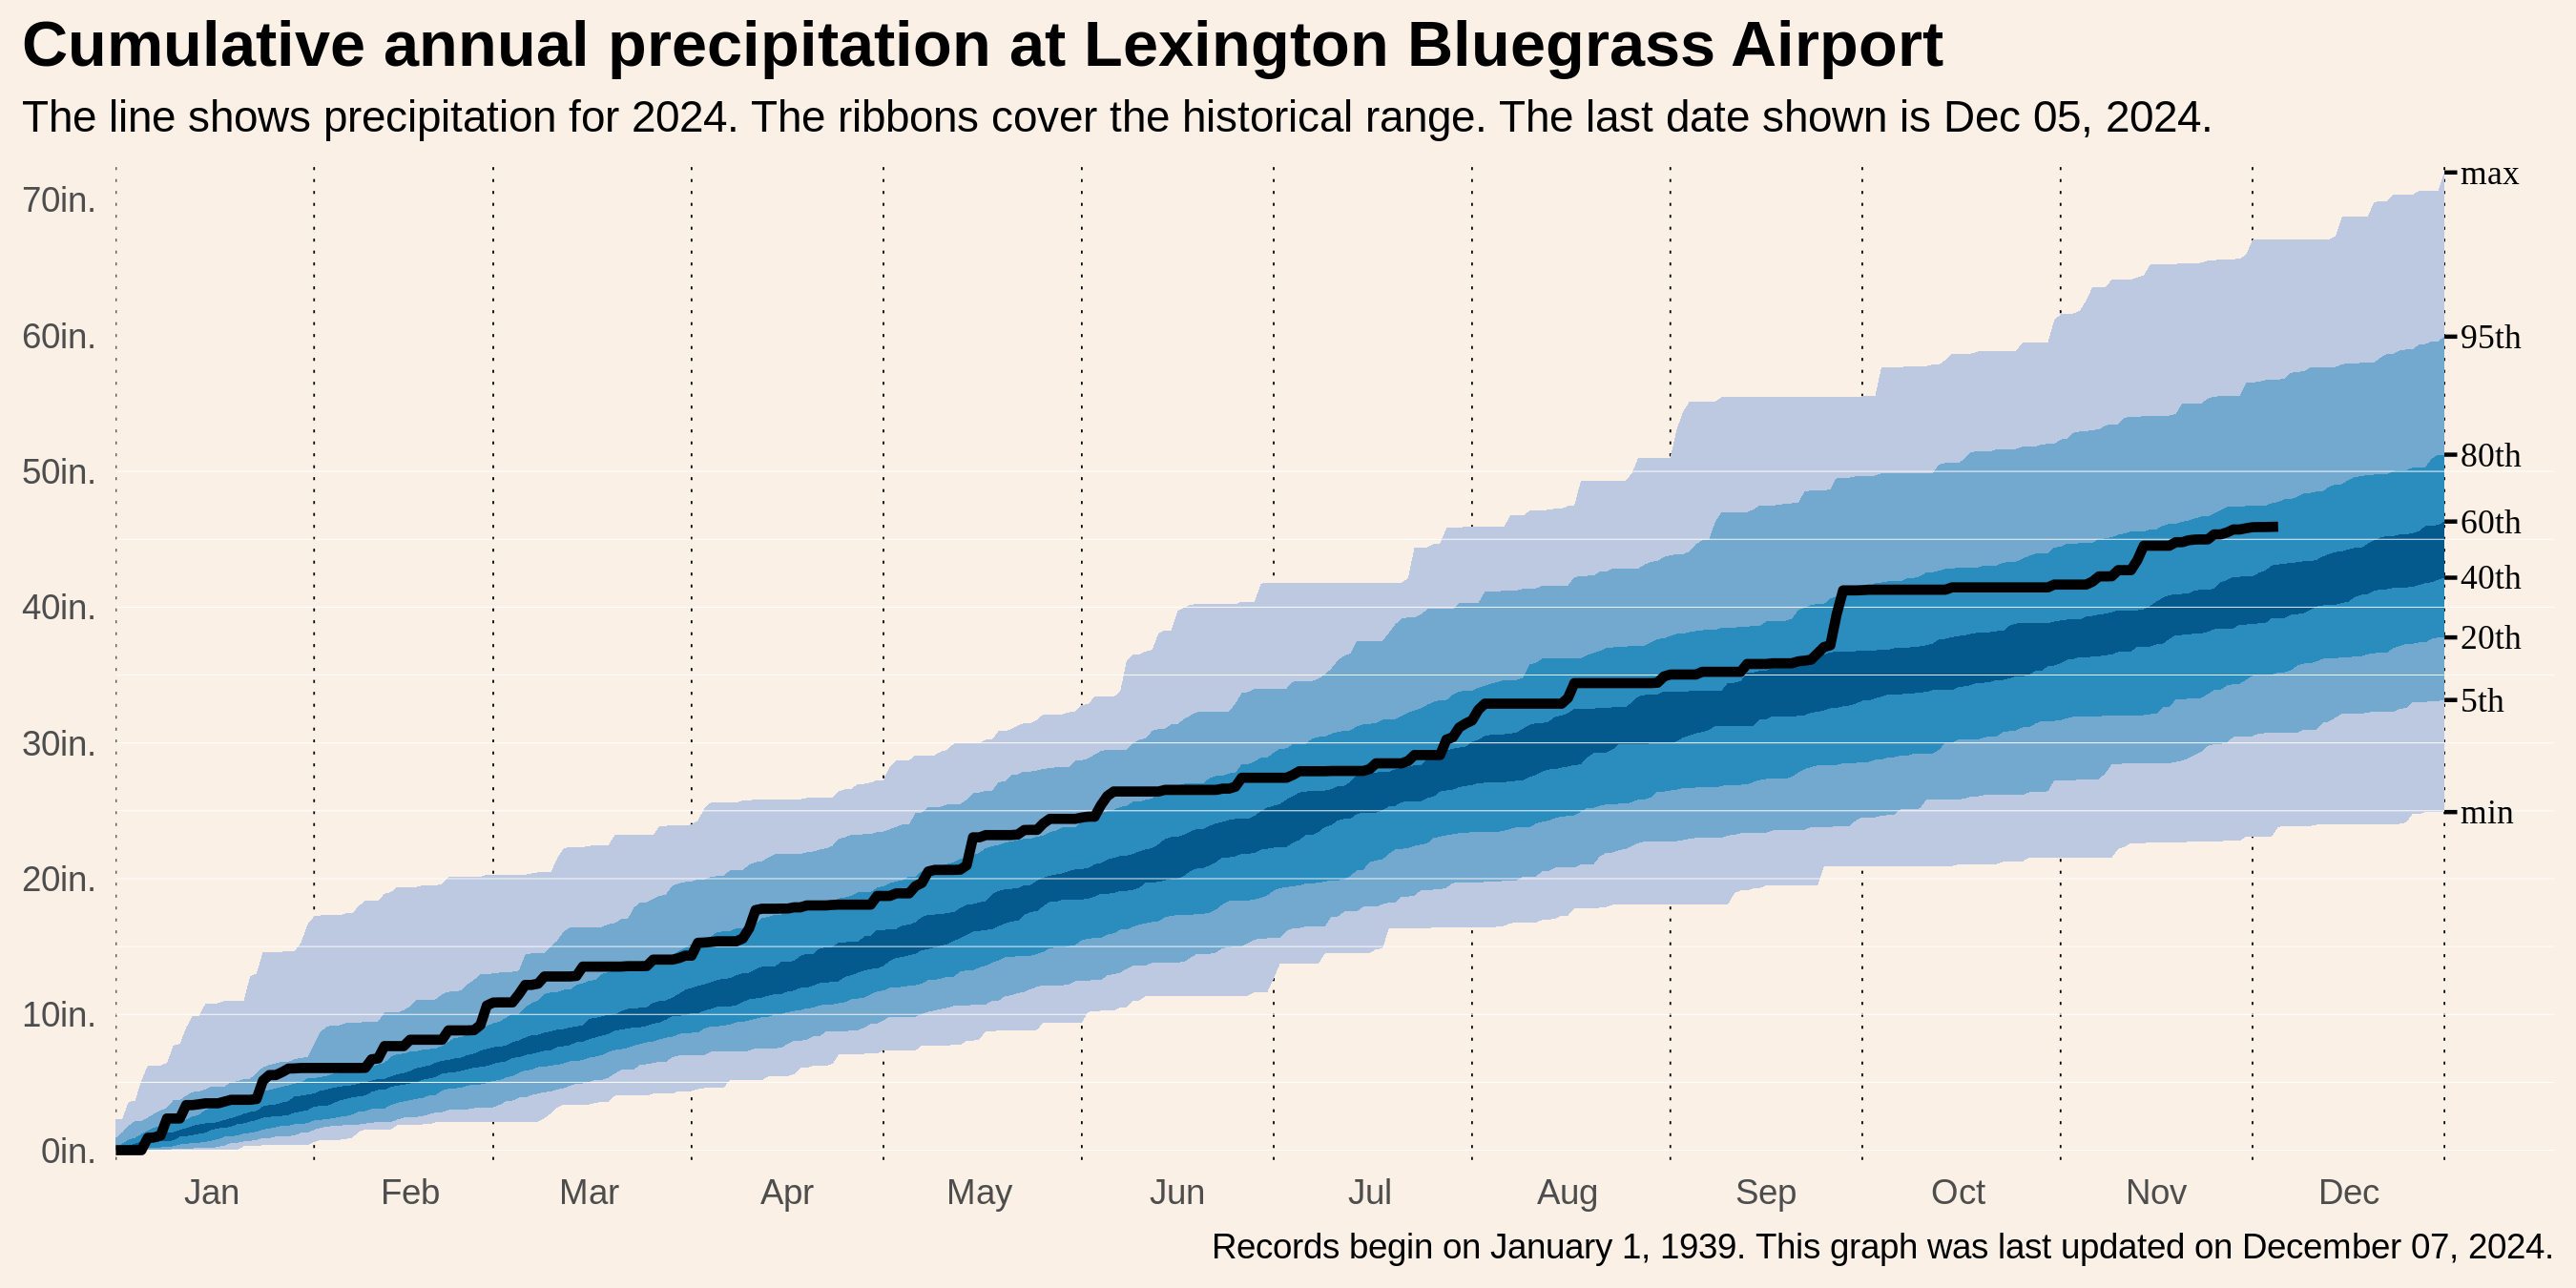 Cumulative annual precipitation at Lexington Bluegrass Airport
The line shows precipitation for 2024. The ribbons cover the historical range. The last date shown is Dec 05, 2024.
70in.
60in.
50in.
40in.
30in.
20in.
10in.
0in.
max
95th
80th
60th
40th
20th
5th
min
Jan Feb Mar Apr May Jun Jul Aug Sep Oct Nov Dec
Records begin on January 1, 1939. This graph was last updated on December 07, 2024.